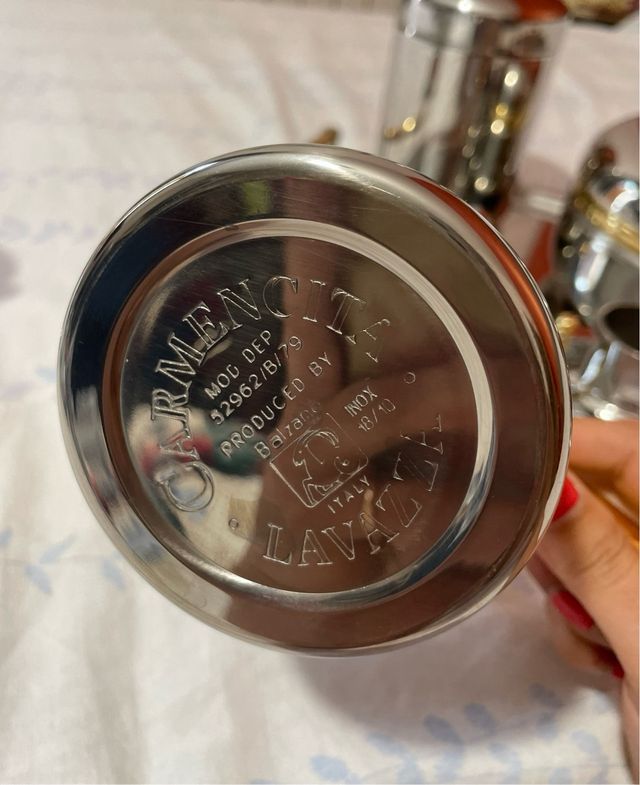 CARMENCITA
MOD DEP
52962/B/79
PRODUCED BY
Balzano
INOX
18/10
ITALY
LAVAZZA